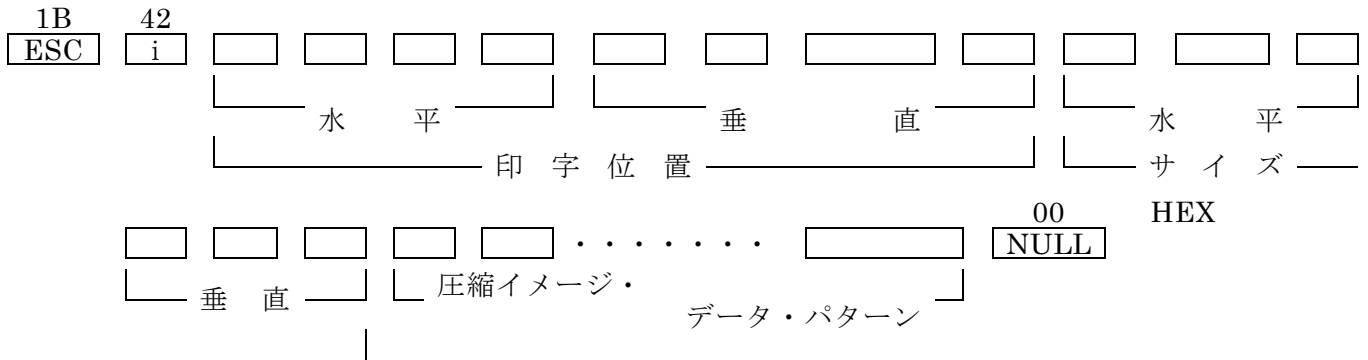 1B 42
ESC i
水 平 垂 直 水 平
印 字 位 置 サ イ ズ
00 HEX
NULL
垂 直 圧縮イメージ・
データ・パターン